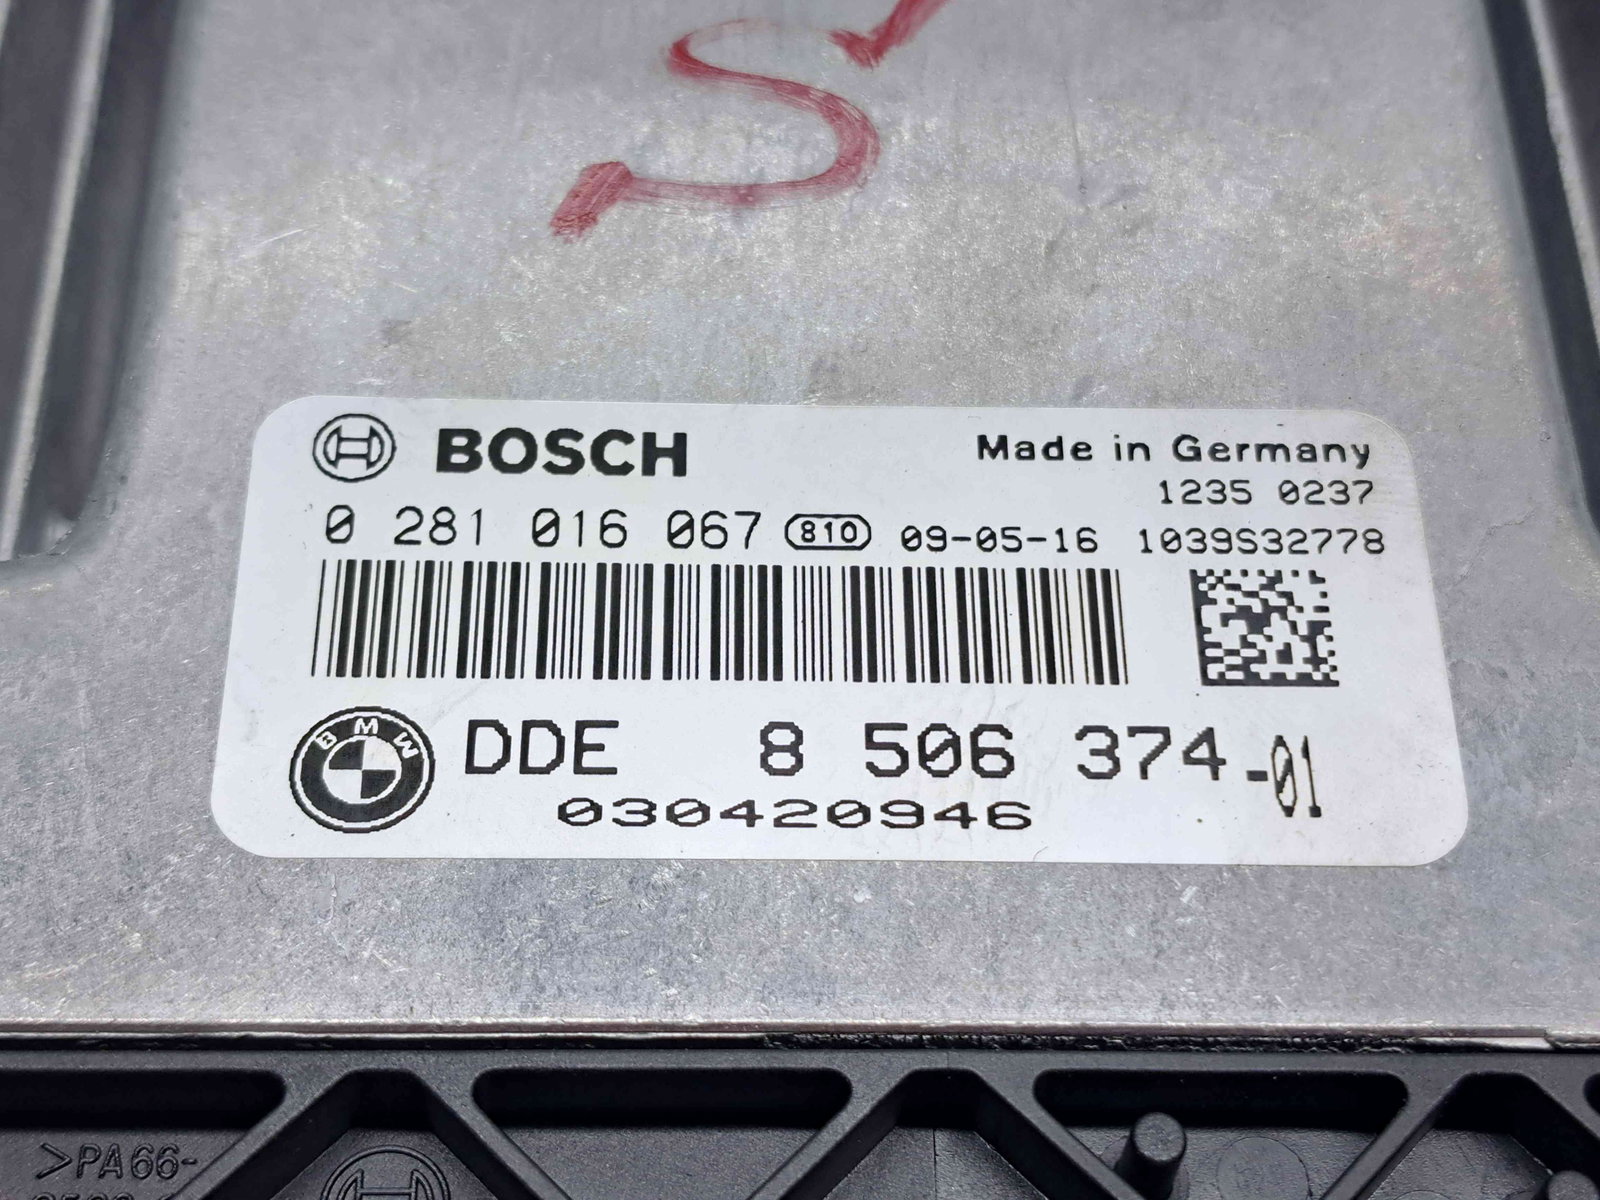 S
BOSCH Made in Germany
1235 0237
0 281 016 067 810 09-05-16 1039S32778
BMW DDE 8 506 374-01
030420946
>PA66-